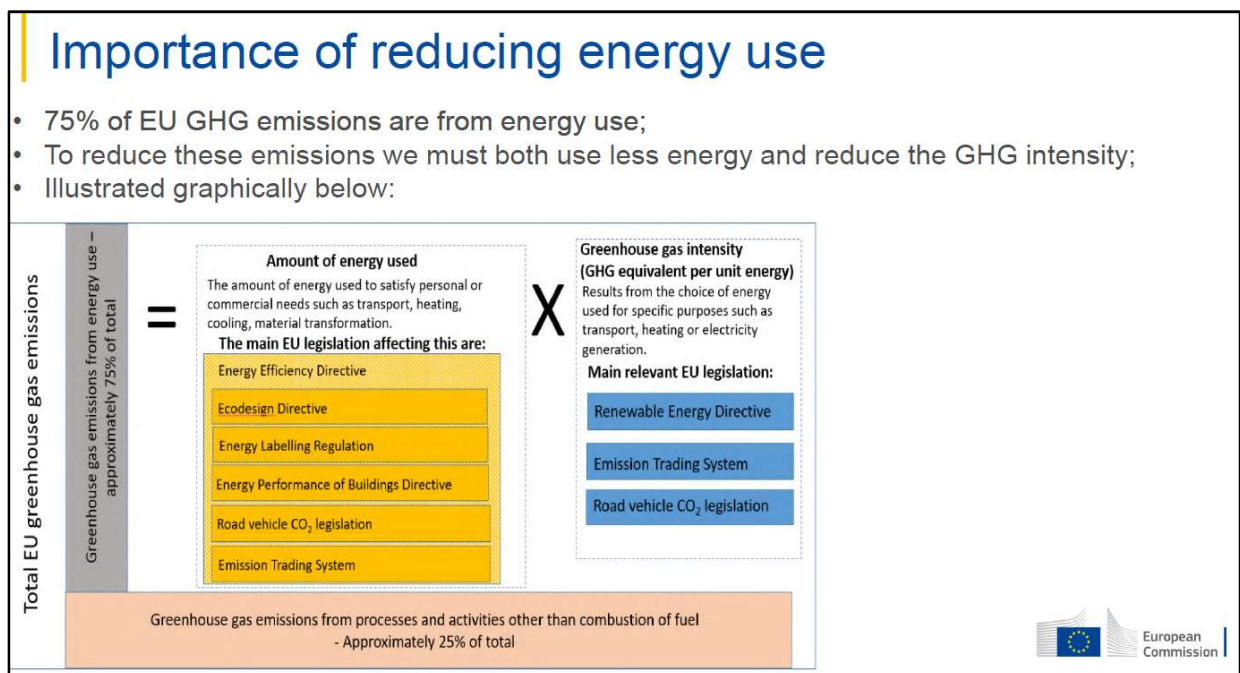 Importance of reducing energy use
• 75% of EU GHG emissions are from energy use;
• To reduce these emissions we must both use less energy and reduce the GHG intensity;
• Illustrated graphically below:
Total EU greenhouse gas emissions
Greenhouse gas emissions from energy use –
approximately 75% of total
=
Amount of energy used
The amount of energy used to satisfy personal or
commercial needs such as transport, heating,
cooling, material transformation.
The main EU legislation affecting this are:
Energy Efficiency Directive
Ecodesign Directive
Energy Labelling Regulation
Energy Performance of Buildings Directive
Road vehicle CO₂ legislation
Emission Trading System
X
Greenhouse gas intensity
(GHG equivalent per unit energy)
Results from the choice of energy
used for specific purposes such as
transport, heating or electricity
generation.
Main relevant EU legislation:
Renewable Energy Directive
Emission Trading System
Road vehicle CO₂ legislation
Greenhouse gas emissions from processes and activities other than combustion of fuel
- Approximately 25% of total
European
Commission